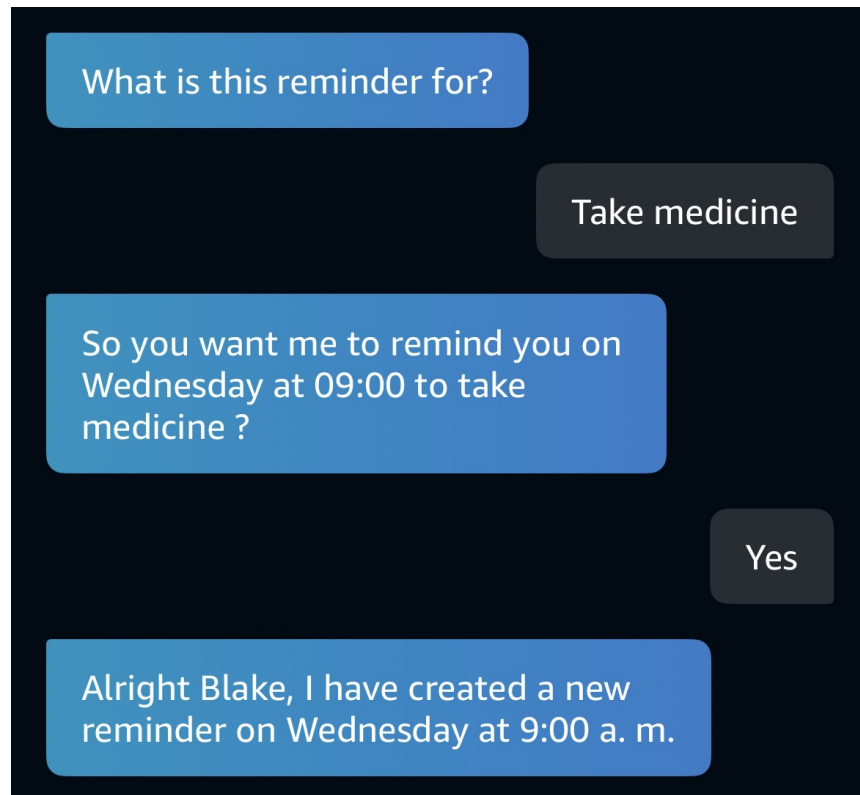 What is this reminder for?
Take medicine
So you want me to remind you on
Wednesday at 09:00 to take
medicine ?
Yes
Alright Blake, I have created a new
reminder on Wednesday at 9:00 a. m.